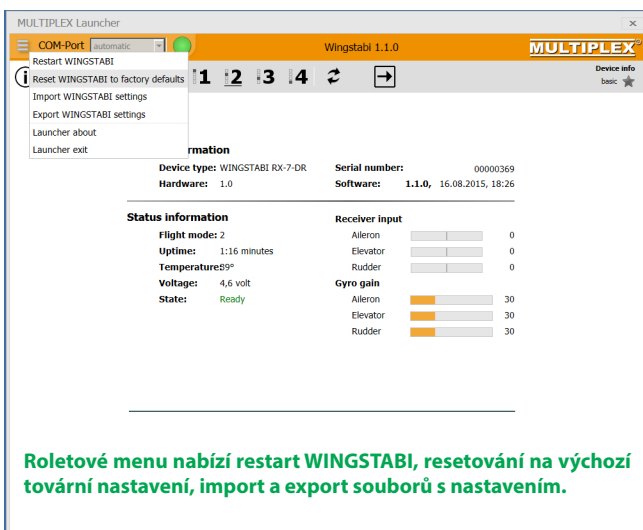 MULTIPLEX Launcher
COM-Port automatic Wingstabi 1.1.0 MULTIPLEX
Restart WINGSTABI
Reset WINGSTABI to factory defaults
Import WINGSTABI settings
Export WINGSTABI settings
Launcher about
Launcher exit
i 1 2 3 4 Device info
basic
rmation
Device type: WINGSTABI RX-7-DR Serial number: 00000369
Hardware: 1.0 Software: 1.1.0, 16.08.2015, 18:26
Status information Receiver input
Flight mode: 2 Aileron 0
Uptime: 1:16 minutes Elevator 0
Temperature: 39° Rudder 0
Voltage: 4,6 volt Gyro gain
State: Ready Aileron 30
Elevator 30
Rudder 30
Roletové menu nabízí restart WINGSTABI, resetování na výchozí
tovární nastavení, import a export souborů s nastavením.